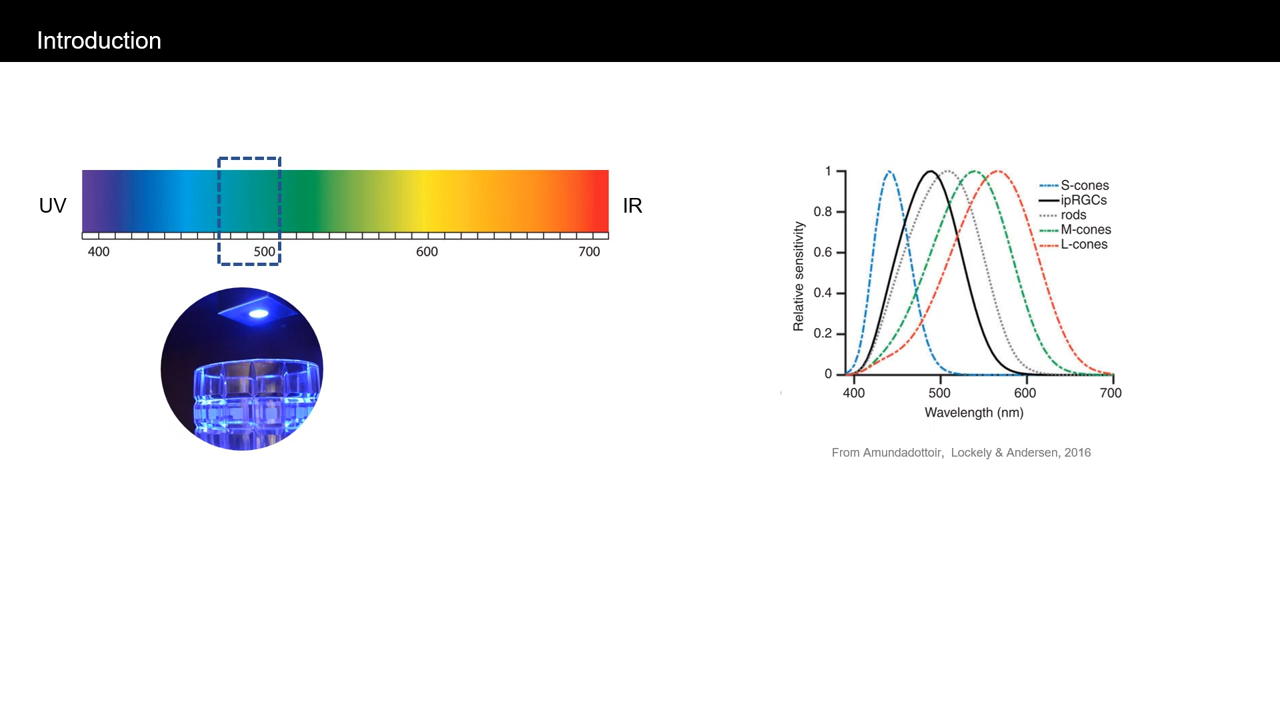 Introduction
UV
IR
400 500 600 700
1
0.8
0.6
0.4
0.2
0
Relative sensitivity
S-cones
ipRGCs
rods
M-cones
L-cones
400 500 600 700
Wavelength (nm)
From Amundadottoir, Lockely & Andersen, 2016